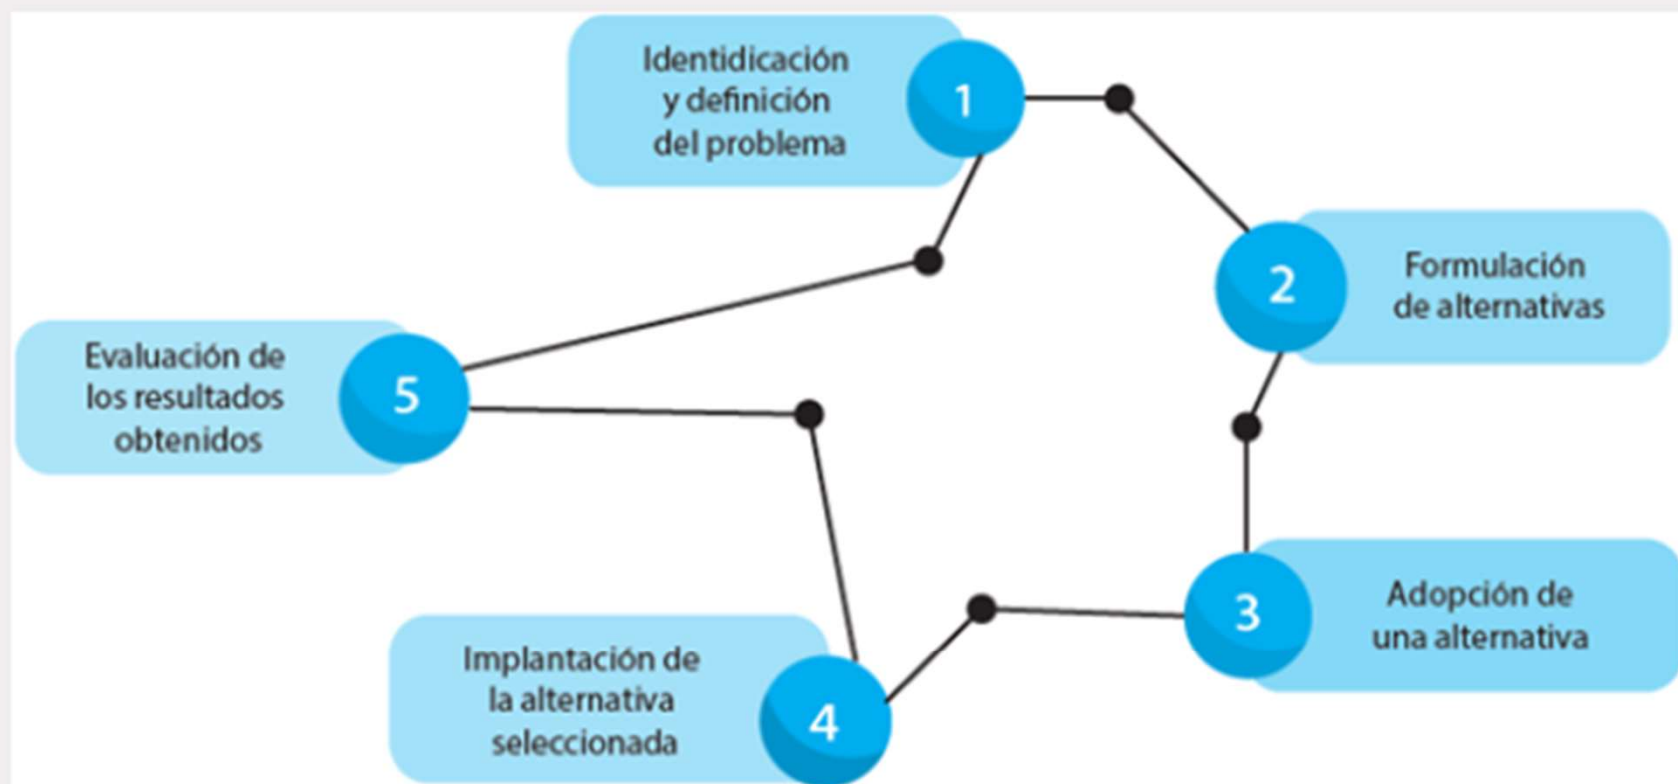 Identidicación
y definición
del problema
1
2
Formulación
de alternativas
3
Adopción de
una alternativa
4
Implantación de
la alternativa
seleccionada
5
Evaluación de
los resultados
obtenidos